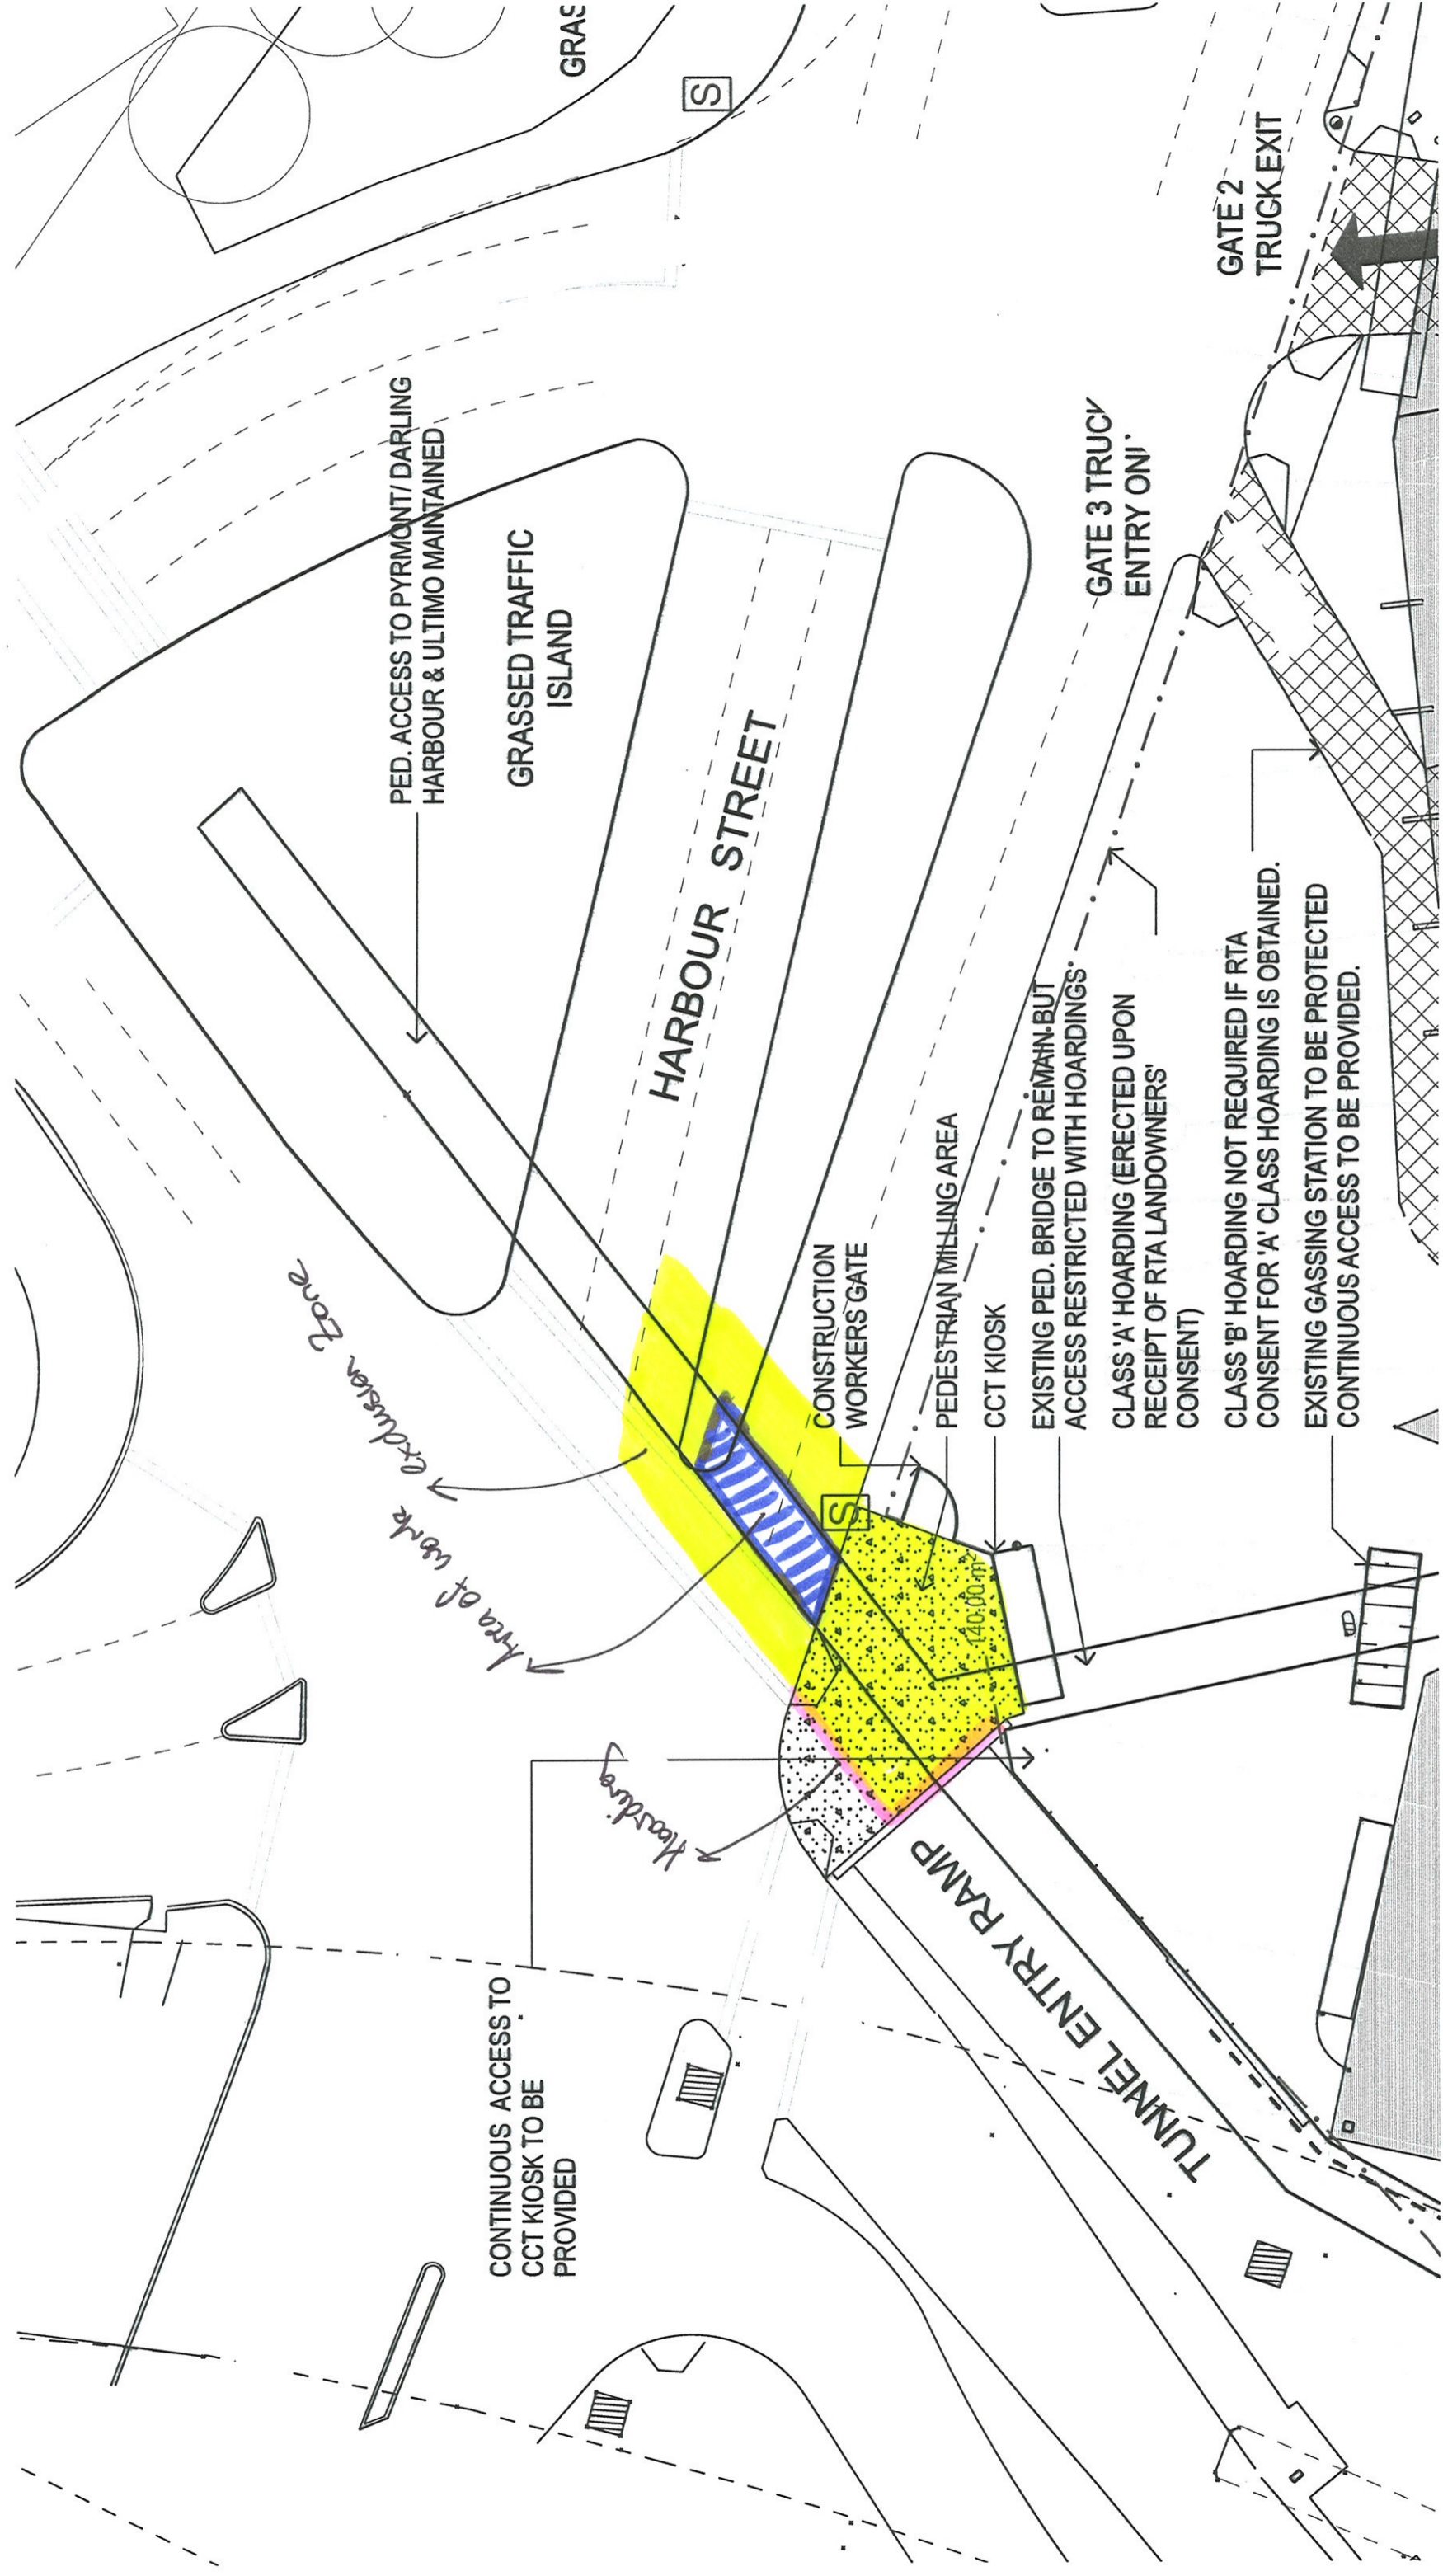 GRAS
S
PED. ACCESS TO PYRMONT/ DARLING
HARBOUR & ULTIMO MAINTAINED
GRASSED TRAFFIC
ISLAND
HARBOUR STREET
GATE 2
TRUCK EXIT
GATE 3 TRUCK
ENTRY ONL
exclusion Zone
Area of work
Hoarding
CONSTRUCTION
WORKERS GATE
PEDESTRIAN MILLING AREA
CCT KIOSK
EXISTING PED. BRIDGE TO REMAIN BUT
ACCESS RESTRICTED WITH HOARDINGS
CLASS 'A' HOARDING (ERECTED UPON
RECEIPT OF RTA LANDOWNERS'
CONSENT)
CLASS 'B' HOARDING NOT REQUIRED IF RTA
CONSENT FOR 'A' CLASS HOARDING IS OBTAINED.
EXISTING GASSING STATION TO BE PROTECTED
CONTINUOUS ACCESS TO BE PROVIDED.
S
140.00 m²
TUNNEL ENTRY RAMP
CONTINUOUS ACCESS TO
CCT KIOSK TO BE
PROVIDED